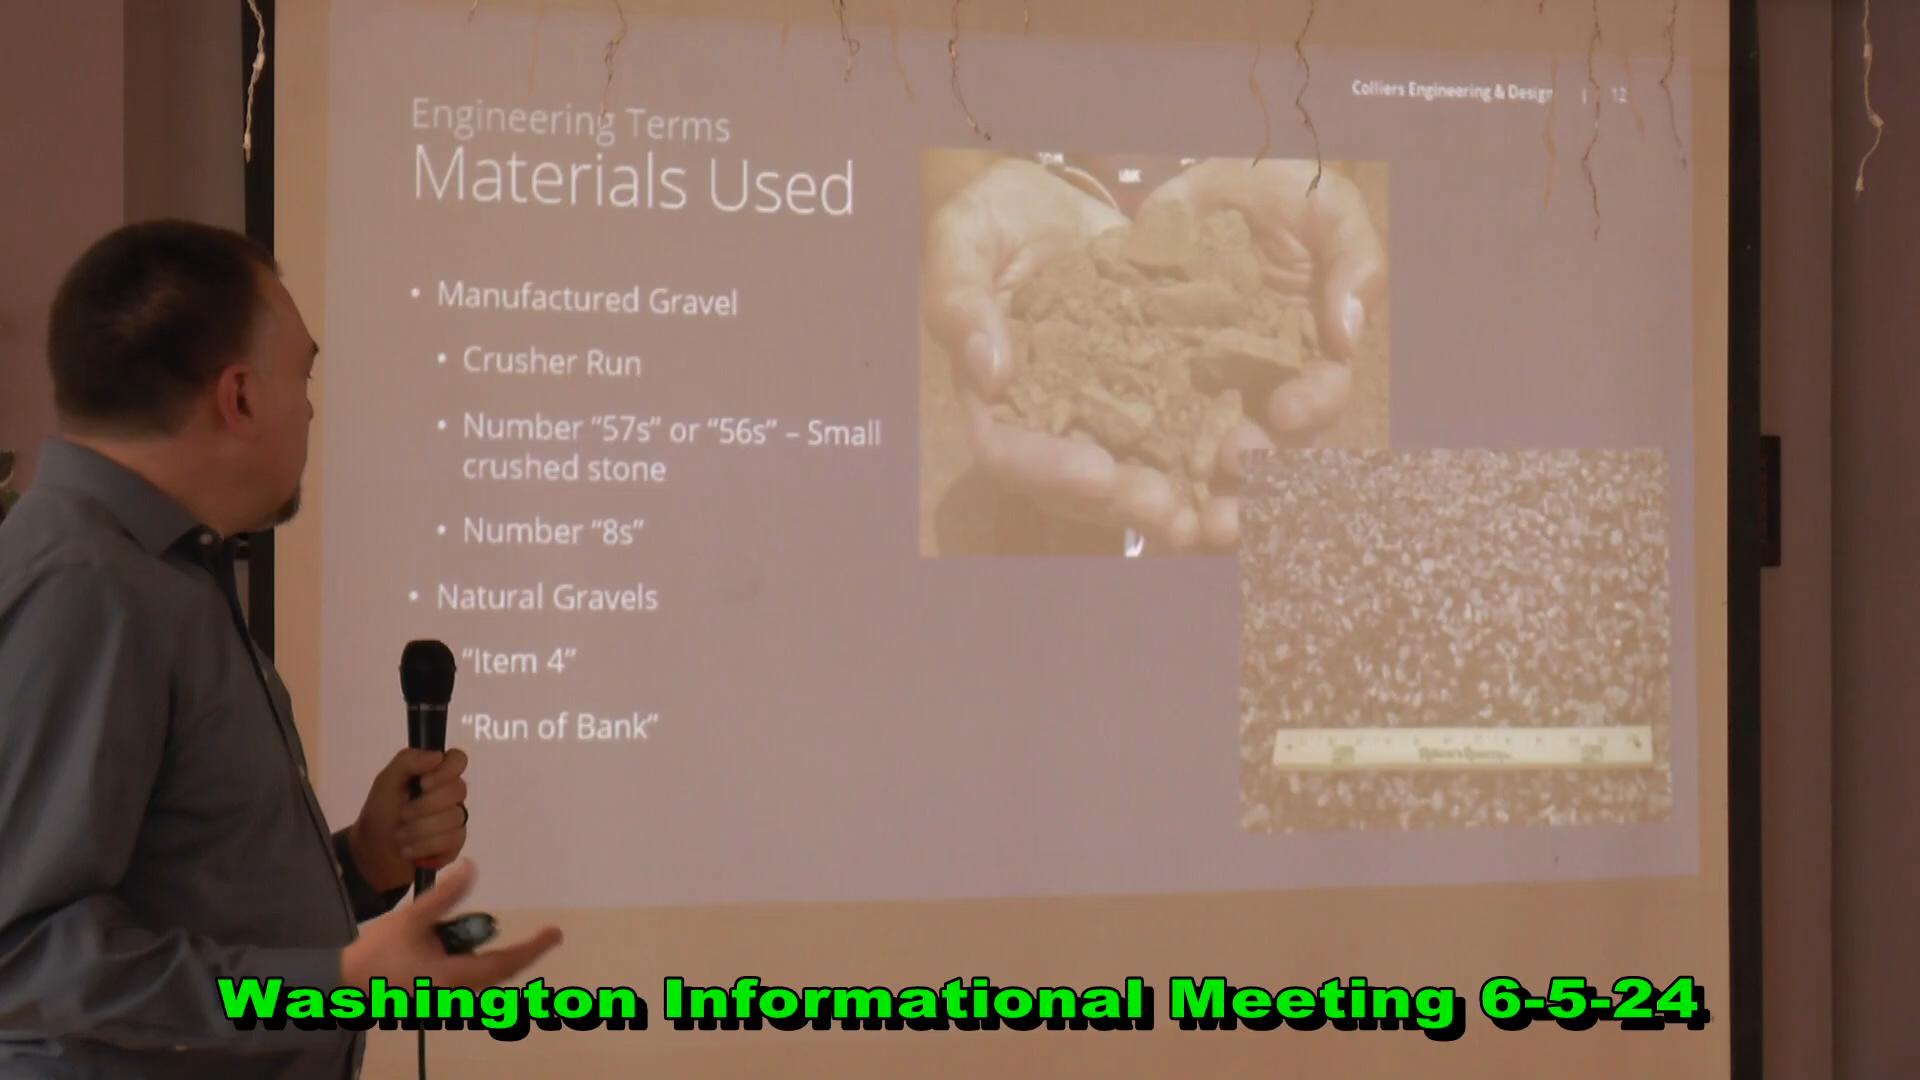 Colliers Engineering & Design | 12
Engineering Terms
Materials Used
• Manufactured Gravel
• Crusher Run
• Number “57s” or “56s” – Small
crushed stone
• Number “8s”
• Natural Gravels
“Item 4”
“Run of Bank”
Washington Informational Meeting 6-5-24